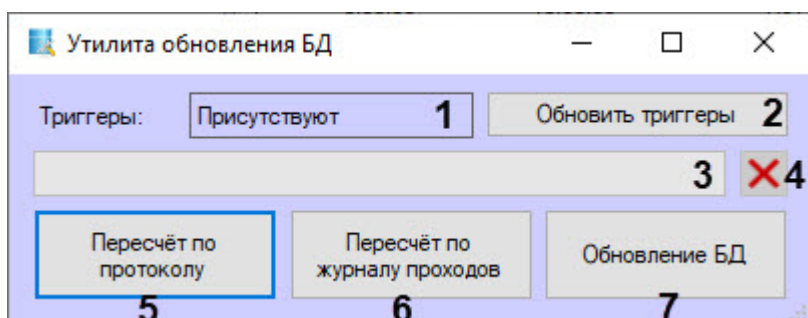 Утилита обновления БД
Триггеры: Присутствуют 1 Обновить триггеры 2
3 4
Пересчёт по
протоколу
5
Пересчёт по
журналу проходов
6
Обновление БД
7